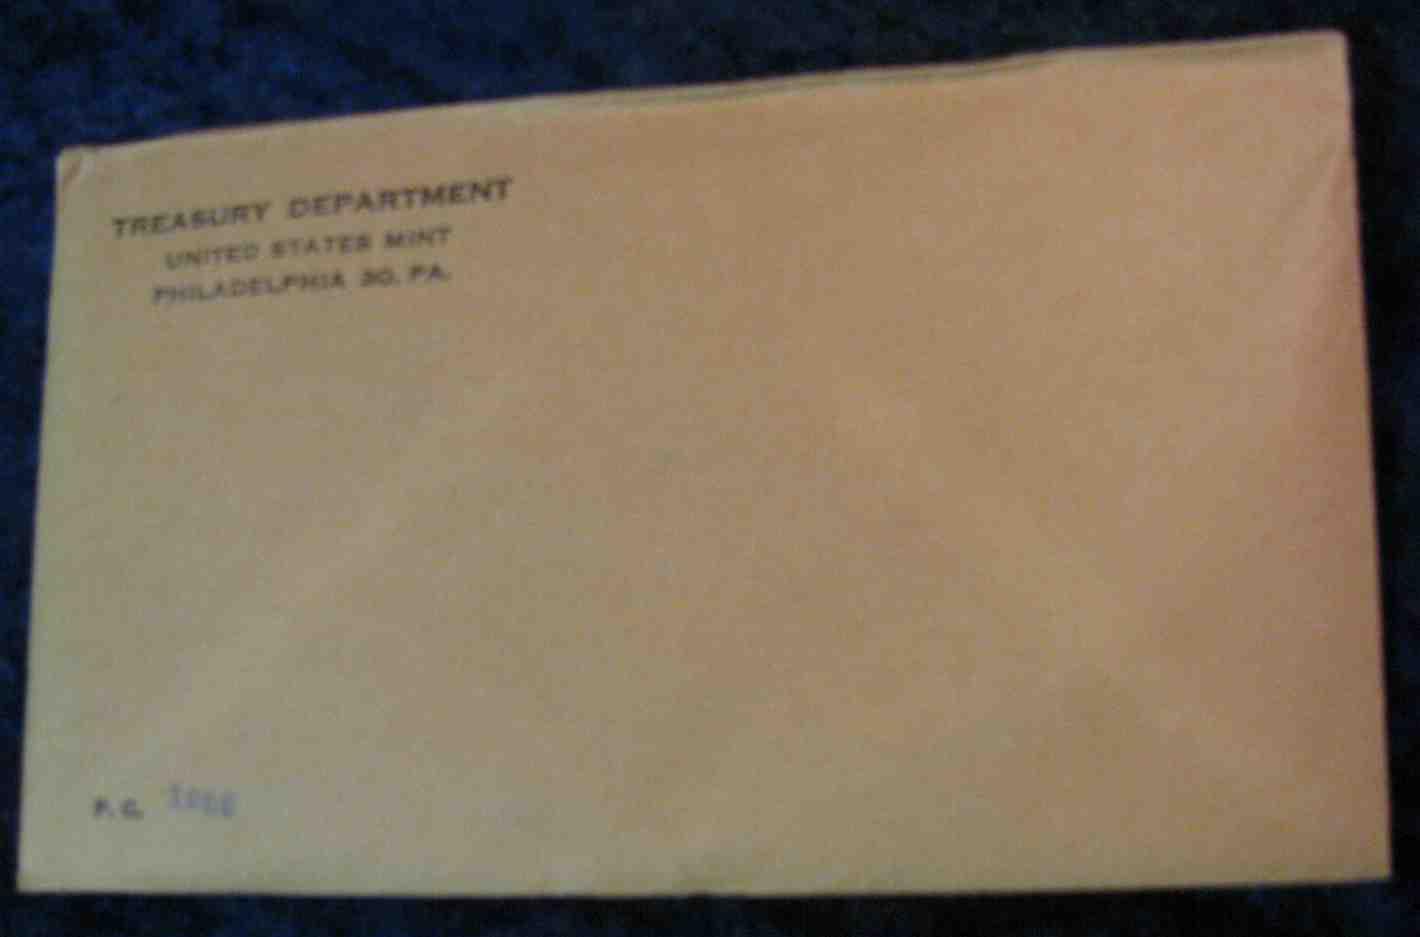 TREASURY DEPARTMENT
UNITED STATES MINT
PHILADELPHIA 30, PA.
P. C.